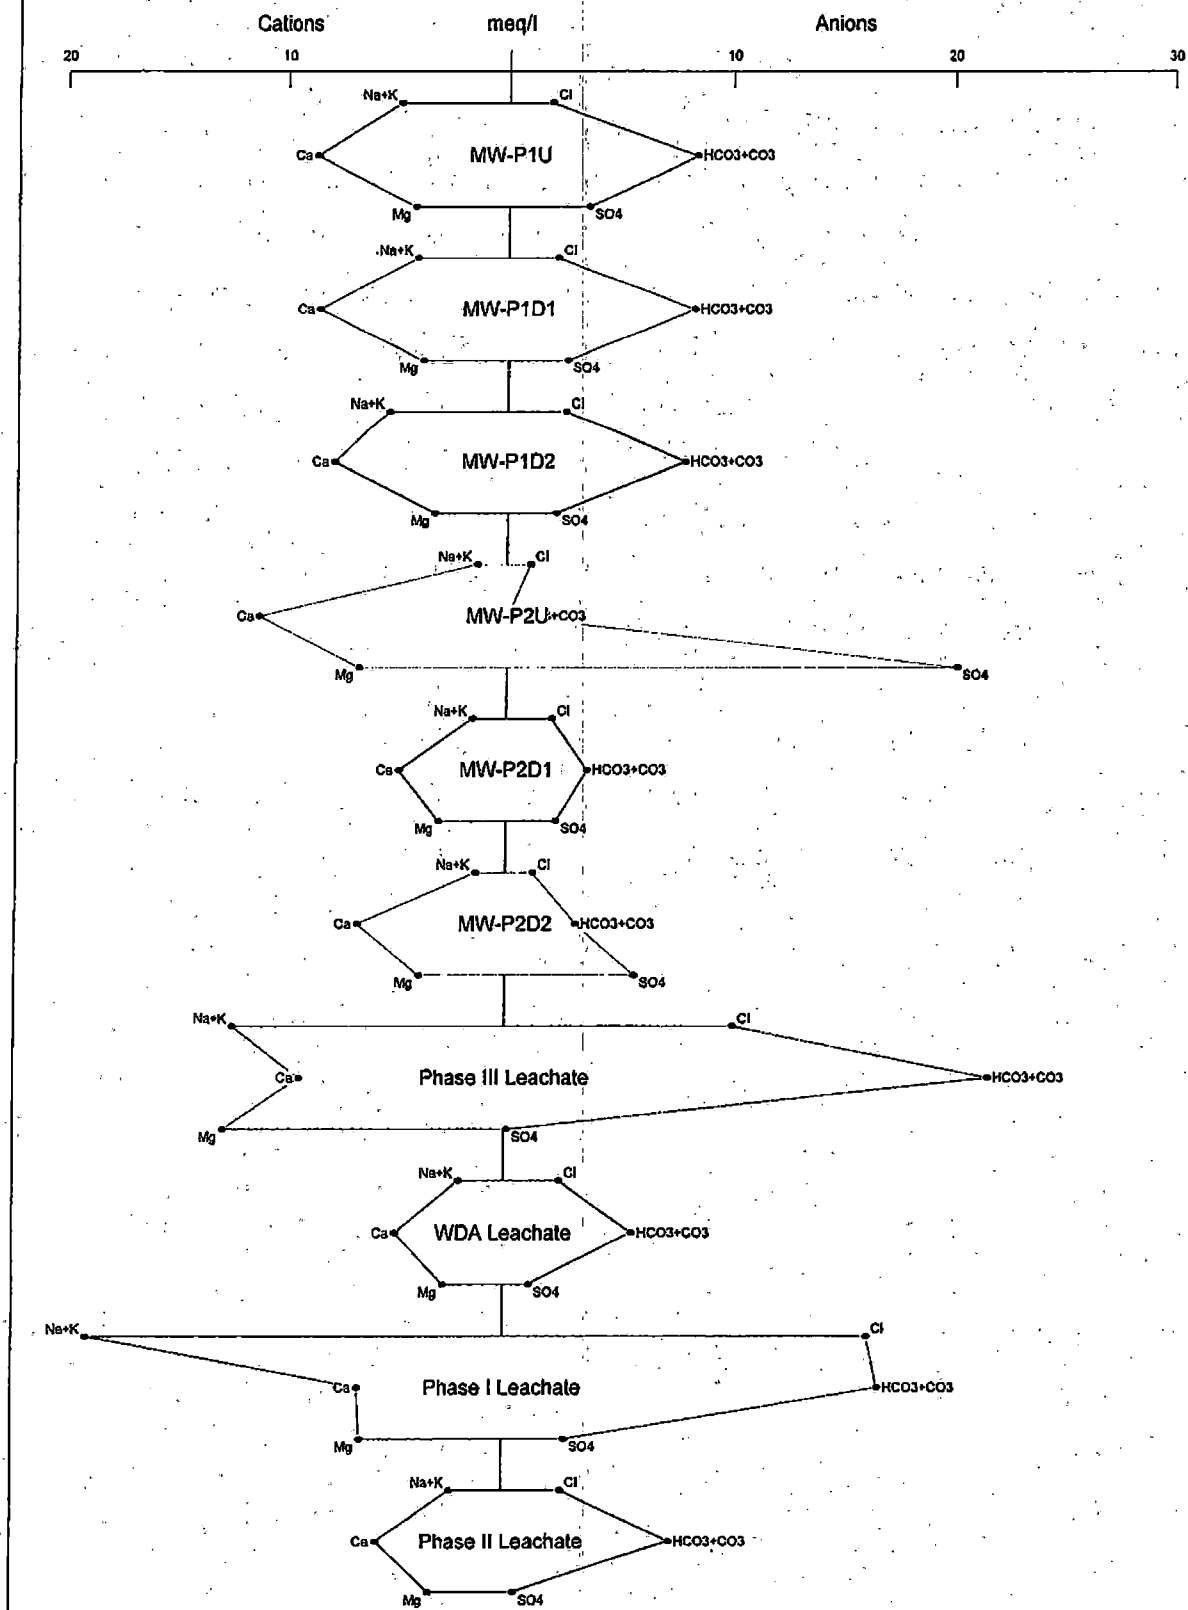 Cations meq/l Anions
20 10 10 20 30
Na+K Cl
Ca MW-P1U HCO3+CO3
Mg SO4
Na+K Cl
Ca MW-P1D1 HCO3+CO3
Mg SO4
Na+K Cl
Ca MW-P1D2 HCO3+CO3
Mg SO4
Na+K Cl
Ca MW-P2U +CO3
Mg SO4
Na+K Cl
Ca MW-P2D1 HCO3+CO3
Mg SO4
Na+K Cl
Ca MW-P2D2 HCO3+CO3
Mg SO4
Na+K Cl
Ca Phase III Leachate HCO3+CO3
Mg SO4
Na+K Cl
Ca WDA Leachate HCO3+CO3
Mg SO4
Na+K Cl
Ca Phase I Leachate HCO3+CO3
Mg SO4
Na+K Cl
Ca Phase II Leachate HCO3+CO3
Mg SO4